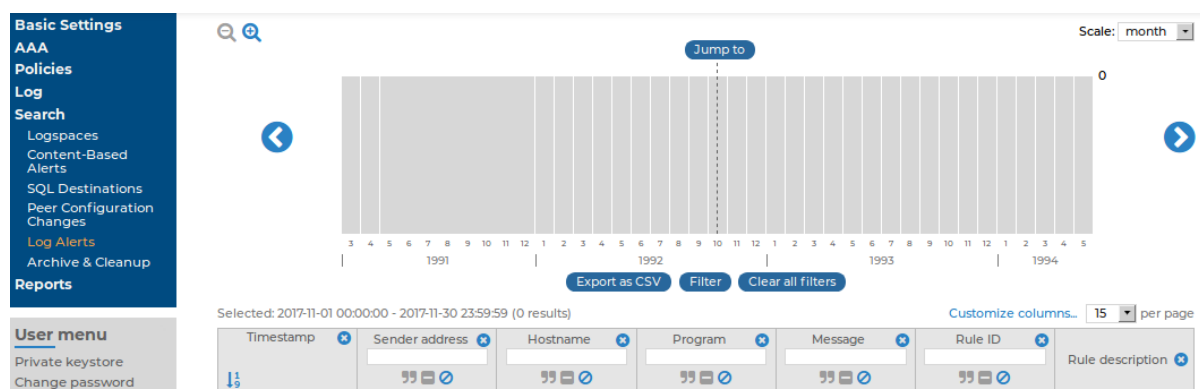 Basic Settings
AAA
Policies
Log
Search
Logspaces
Content-Based
Alerts
SQL Destinations
Peer Configuration
Changes
Log Alerts
Archive & Cleanup
Reports
User menu
Private keystore
Change password
Scale: month
Jump to
0
3 4 5 6 7 8 9 10 11 12 1 2 3 4 5 6 7 8 9 10 11 12 1 2 3 4 5 6 7 8 9 10 11 12 1 2 3 4 5
1991 1992 1993 1994
Export as CSV Filter Clear all filters
Selected: 2017-11-01 00:00:00 - 2017-11-30 23:59:59 (0 results) Customize columns... 15 per page
Timestamp Sender address Hostname Program Message Rule ID Rule description